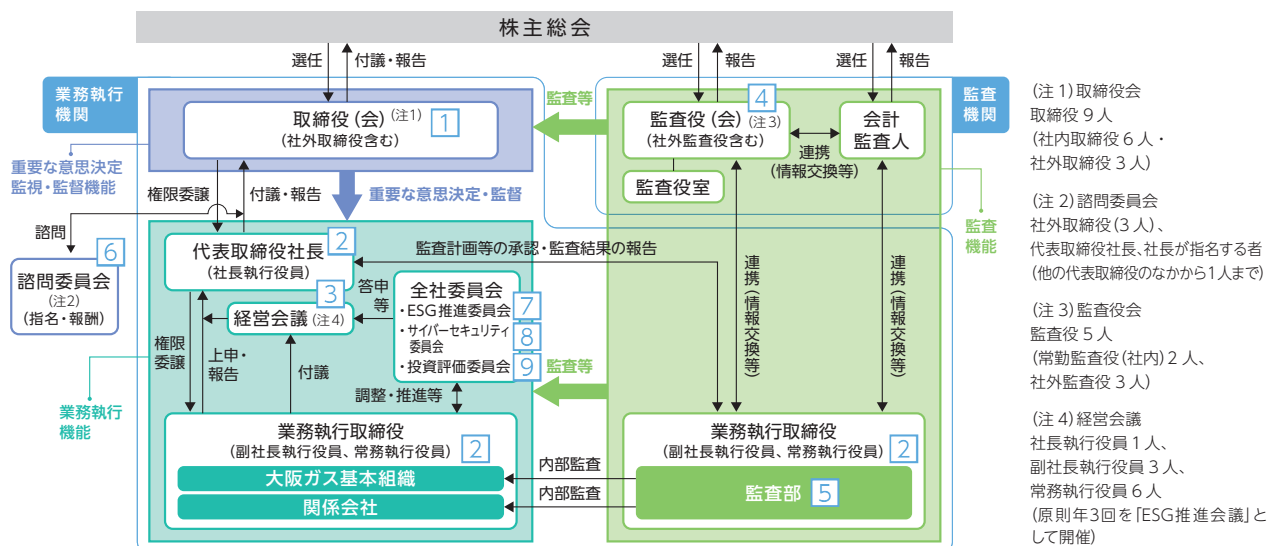 株主総会
選任
付議・報告
選任
報告
選任
報告
業務執行
機関
監査
機関
取締役（会）（注1）
（社外取締役含む）
1
監査等
監査役（会）（注3）
（社外監査役含む）
4
連携
（情報交換等）
会計
監査人
監査役室
重要な意思決定
監視・監督機能
権限委譲
付議・報告
重要な意思決定・監督
監査
機能
諮問
諮問委員会
（注2）
（指名・報酬）
6
代表取締役社長
（社長執行役員）
2
監査計画等の承認・監査結果の報告
答申
等
経営会議（注4）
3
全社委員会
・ESG推進委員会
7
・サイバーセキュリティ
委員会
8
・投資評価委員会
9
権限
委譲
上申・
報告
付議
調整・推進等
監査等
連携（情報交換等）
連携（情報交換等）
業務執行
機能
業務執行取締役
（副社長執行役員、常務執行役員）
2
大阪ガス基本組織
関係会社
内部監査
内部監査
業務執行取締役
（副社長執行役員、常務執行役員）
2
監査部
5
（注1）取締役会
取締役9人
（社内取締役6人・
社外取締役3人）
（注2）諮問委員会
社外取締役（3人）、
代表取締役社長、社長が指名する者
（他の代表取締役のなかから1人まで）
（注3）監査役会
監査役5人
（常勤監査役（社内）2人、
社外監査役3人）
（注4）経営会議
社長執行役員1人、
副社長執行役員3人、
常務執行役員6人
（原則年3回を「ESG推進会議」と
して開催）